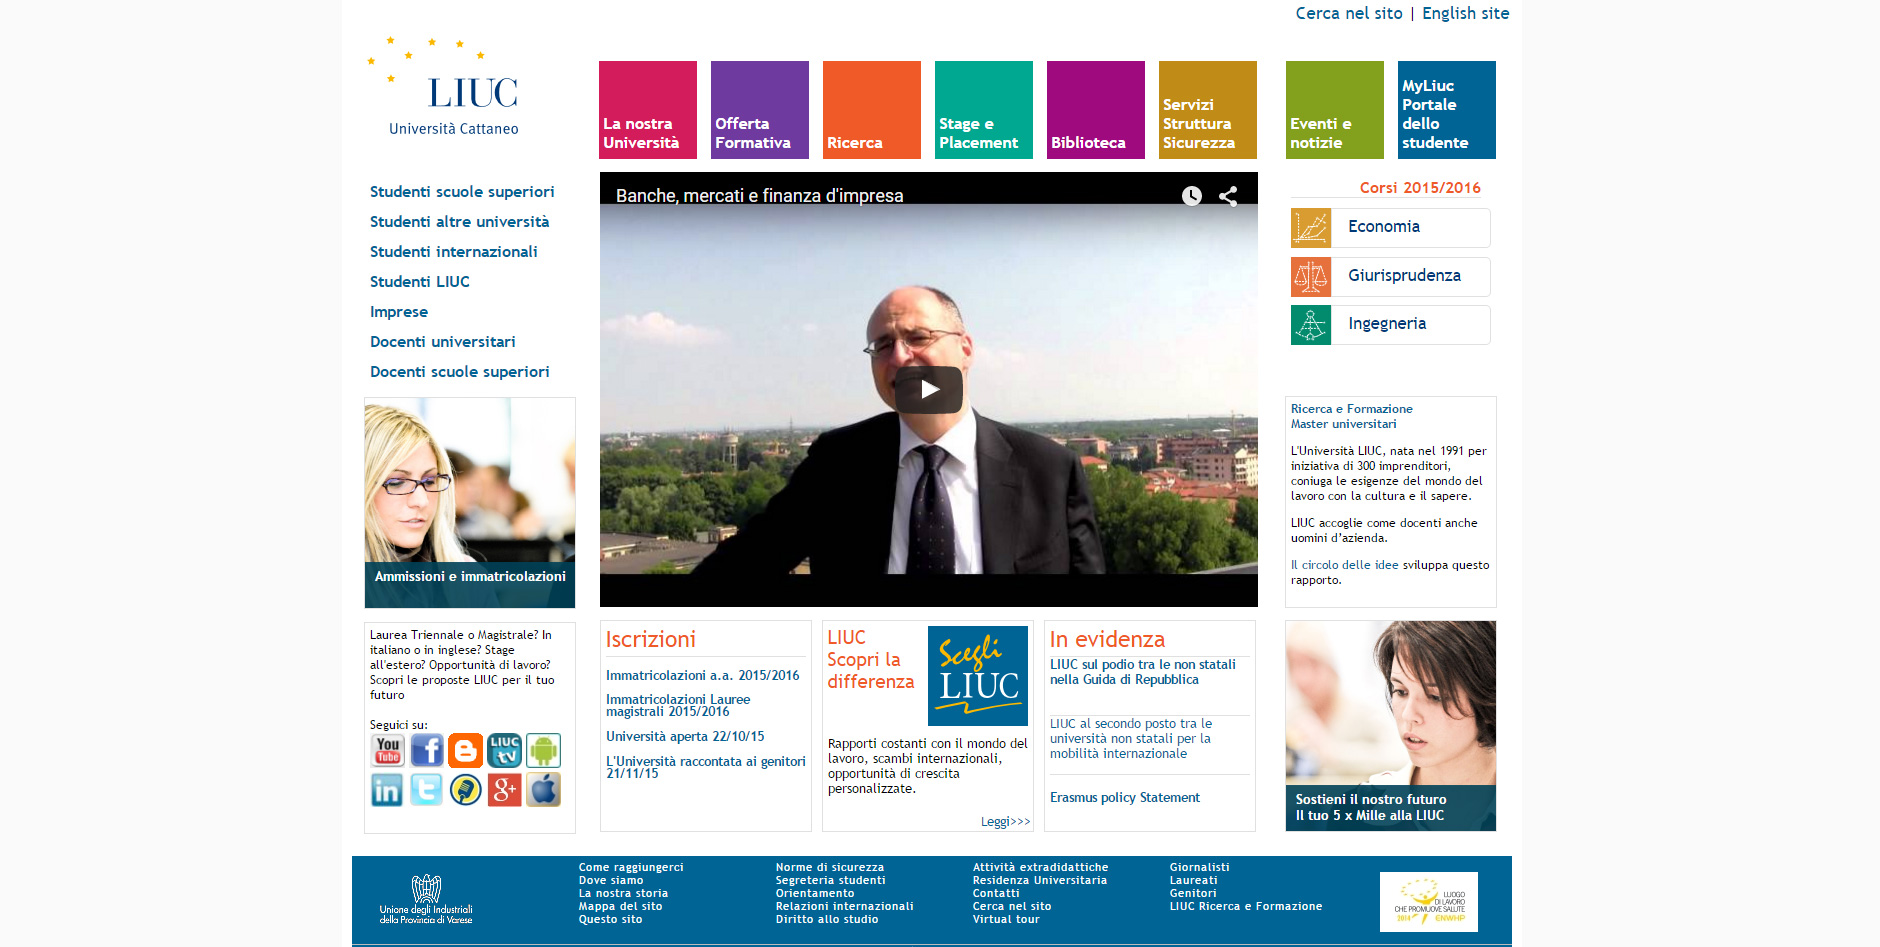 Cerca nel sito | English site
LIUC
Università Cattaneo
La nostra
Università
Offerta
Formativa
Ricerca
Stage e
Placement
Biblioteca
Servizi
Struttura
Sicurezza
Eventi e
notizie
MyLiuc
Portale
dello
studente
Studenti scuole superiori
Studenti altre università
Studenti internazionali
Studenti LIUC
Imprese
Docenti universitari
Docenti scuole superiori
Banche, mercati e finanza d'impresa
Corsi 2015/2016
Economia
Giurisprudenza
Ingegneria
Ammissioni e immatricolazioni
Ricerca e Formazione
Master universitari
L'Università LIUC, nata nel 1991 per
iniziativa di 300 imprenditori,
coniuga le esigenze del mondo del
lavoro con la cultura e il sapere.
LIUC accoglie come docenti anche
uomini d’azienda.
Il circolo delle idee sviluppa questo
rapporto.
Laurea Triennale o Magistrale? In
italiano o in inglese? Stage
all'estero? Opportunità di lavoro?
Scopri le proposte LIUC per il tuo
futuro
Seguici su:
You
Tube
f
LIUC
tv
in
t
g+
Iscrizioni
Immatricolazioni a.a. 2015/2016
Immatricolazioni Lauree
magistrali 2015/2016
Università aperta 22/10/15
L'Università raccontata ai genitori
21/11/15
LIUC
Scopri la
differenza
Scegli
LIUC
Rapporti costanti con il mondo del
lavoro, scambi internazionali,
opportunità di crescita
personalizzate.
Leggi>>>
In evidenza
LIUC sul podio tra le non statali
nella Guida di Repubblica
LIUC al secondo posto tra le
università non statali per la
mobilità internazionale
Erasmus policy Statement
Sostieni il nostro futuro
Il tuo 5 x Mille alla LIUC
Unione degli Industriali
della Provincia di Varese
Come raggiungerci
Dove siamo
La nostra storia
Mappa del sito
Questo sito
Norme di sicurezza
Segreteria studenti
Orientamento
Relazioni internazionali
Diritto allo studio
Attività extradidattiche
Residenza Universitaria
Contatti
Cerca nel sito
Virtual tour
Giornalisti
Laureati
Genitori
LIUC Ricerca e Formazione
LUOGO
DI LAVORO
CHE PROMUOVE SALUTE
2014 ENWHP